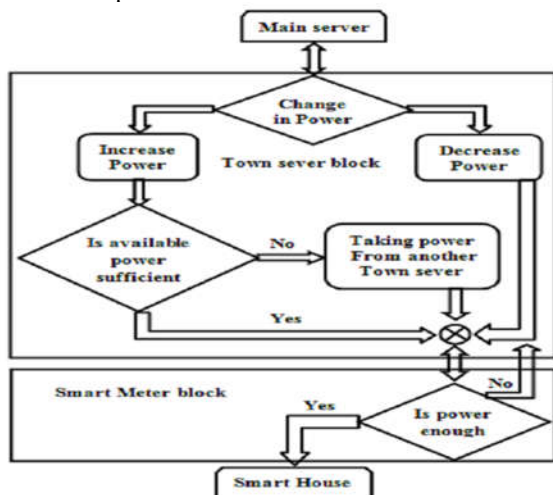 Main server
Change
in Power
Increase
Power
Town sever block
Decrease
Power
Is available
power
sufficient
No
Taking power
From another
Town sever
Yes
Smart Meter block
No
Yes
Is power
enough
Smart House